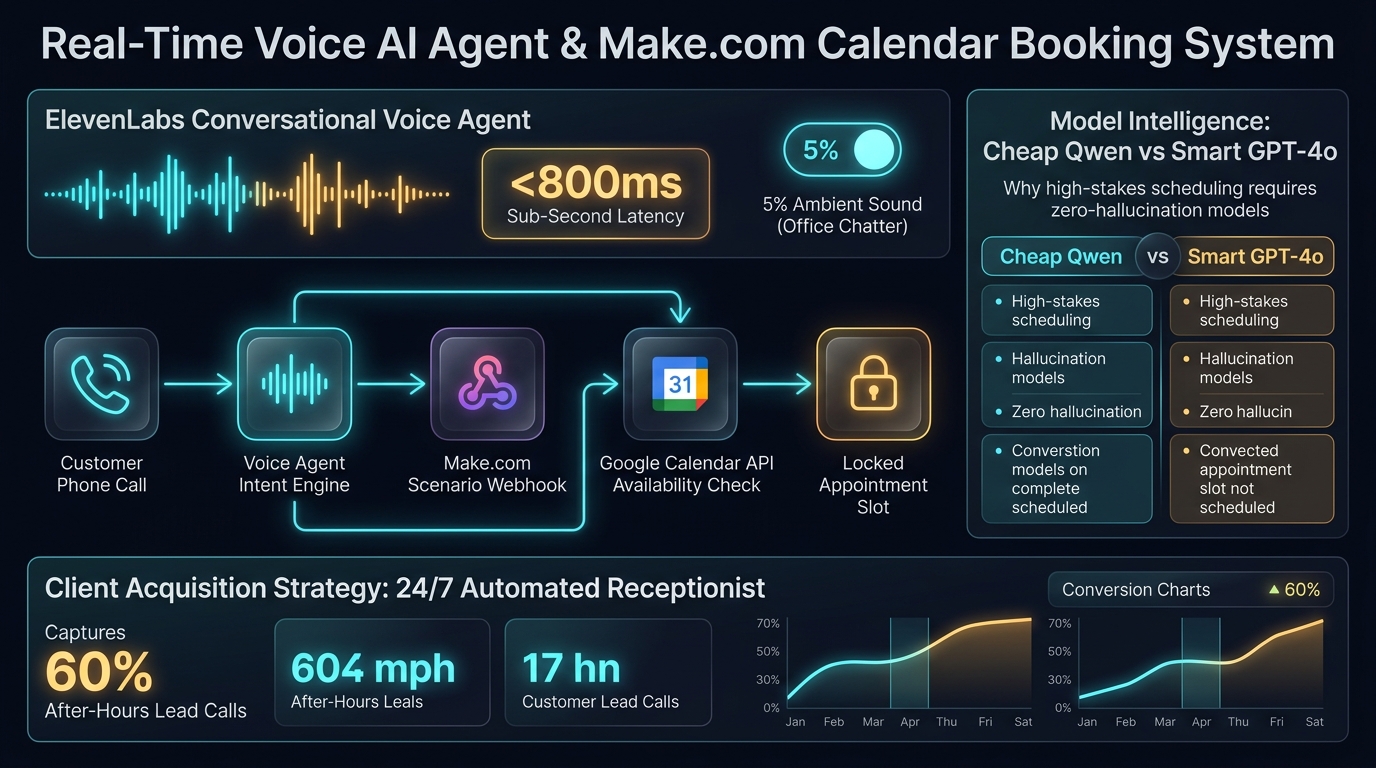 Real-Time Voice AI Agent & Make.com Calendar Booking System
ElevenLabs Conversational Voice Agent
<800ms
Sub-Second Latency
5%
5% Ambient Sound
(Office Chatter)
Customer
Phone Call
Voice Agent
Intent Engine
Make.com
Scenario Webhook
31
Google Calendar API
Availability Check
Locked
Appointment
Slot
Model Intelligence:
Cheap Qwen vs Smart GPT-4o
Why high-stakes scheduling requires
zero-hallucination models
Cheap Qwen
VS
Smart GPT-4o
• High-stakes
scheduling
• High-stakes
scheduling
• Hallucination
models
• Zero hallucination
• Hallucination
models
• Zero hallucin
• Converstion
models on
complete
scheduled
• Convected
appointment
slot not
scheduled
Client Acquisition Strategy: 24/7 Automated Receptionist
Captures
60%
After-Hours Lead Calls
604 mph
After-Hours Leals
17 hn
Customer Lead Calls
Conversion Charts
▲ 60%
70%
50%
30%
0%
Jan Feb Mar Apr Thu Fri Sat
70%
50%
30%
0%
Jan Feb Mar Apr Thu Fri Sat